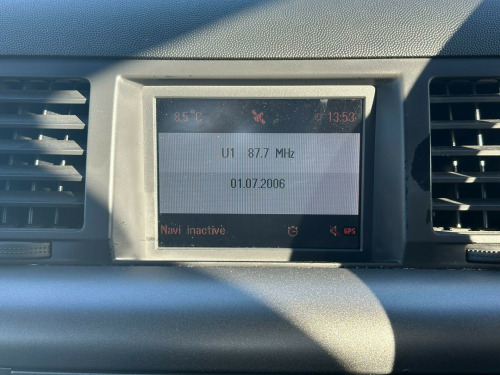 8.5°C 13:53
U1 87.7 MHz
01.07.2006
Navi inactive GPS